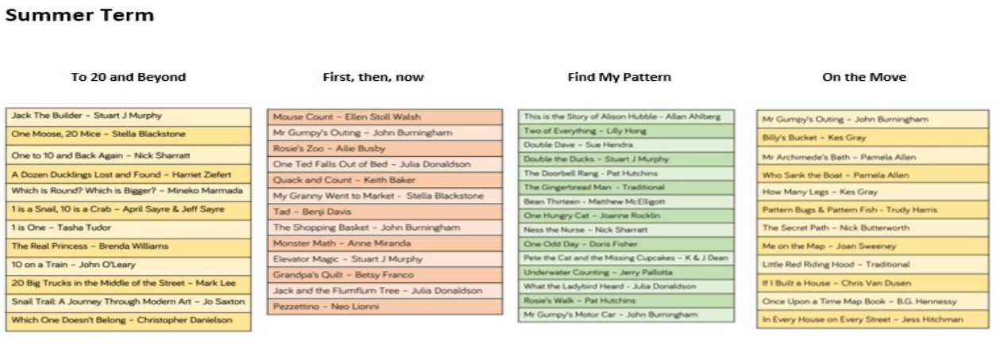 Summer Term
To 20 and Beyond
Jack The Builder – Stuart J Murphy
One Moose, 20 Mice – Stella Blackstone
One to 10 and Back Again – Nick Sharratt
A Dozen Ducklings Lost and Found – Harriet Ziefert
Which is Round? Which is Bigger? – Mineko Marmada
1 is a Snail, 10 is a Crab – April Sayre & Jeff Sayre
1 is One – Tasha Tudor
The Real Princess – Brenda Williams
10 on a Train – John O'Leary
20 Big Trucks in the Middle of the Street – Mark Lee
Snail Trail: A Journey Through Modern Art – Jo Saxton
Which One Doesn't Belong – Christopher Danielson
First, then, now
Mouse Count – Ellen Stoll Walsh
Mr Gumpy's Outing – John Burningham
Rosie's Zoo – Ailie Busby
One Ted Falls Out of Bed – Julia Donaldson
Quack and Count – Keith Baker
My Granny Went to Market - Stella Blackstone
Tad – Benji Davis
The Shopping Basket – John Burningham
Monster Math – Anne Miranda
Elevator Magic – Stuart J Murphy
Grandpa's Quilt – Betsy Franco
Jack and the Flumflum Tree – Julia Donaldson
Pezzettino – Neo Lionni
Find My Pattern
This is the Story of Alison Hubble - Allan Ahlberg
Two of Everything – Lilly Hong
Double Dave – Sue Hendra
Double the Ducks – Stuart J Murphy
The Doorbell Rang - Pat Hutchins
The Gingerbread Man - Traditional
Bean Thirteen - Matthew McElligott
One Hungry Cat – Joanne Rocklin
Ness the Nurse – Nick Sharratt
One Odd Day – Doris Fisher
Pete the Cat and the Missing Cupcakes – K & J Dean
Underwater Counting – Jerry Pallotta
What the Ladybird Heard - Julia Donaldson
Rosie's Walk – Pat Hutchins
Mr Gumpy's Motor Car – John Burningham
On the Move
Mr Gumpy's Outing – John Burningham
Billy's Bucket – Kes Gray
Mr Archimede's Bath – Pamela Allen
Who Sank the Boat – Pamela Allen
How Many Legs – Kes Gray
Pattern Bugs & Pattern Fish - Trudy Harris
The Secret Path – Nick Butterworth
Me on the Map – Joan Sweeney
Little Red Riding Hood – Traditional
If I Built a House – Chris Van Dusen
Once Upon a Time Map Book – B.G. Hennessy
In Every House on Every Street – Jess Hitchman